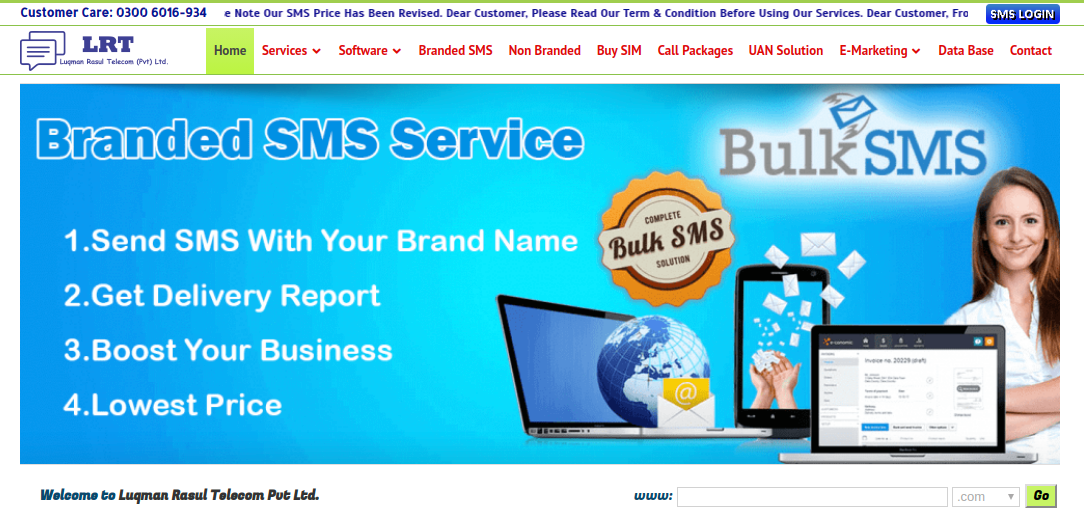 Customer Care: 0300 6016-934
e Note Our SMS Price Has Been Revised. Dear Customer, Please Read Our Term & Condition Before Using Our Services. Dear Customer, Fro
SMS LOGIN
LRT
Luqman Rasul Telecom (Pvt) Ltd.
Home Services Software Branded SMS Non Branded Buy SIM Call Packages UAN Solution E-Marketing Data Base Contact
Branded SMS Service
BulkSMS
COMPLETE
Bulk SMS
SOLUTION
1.Send SMS With Your Brand Name
2.Get Delivery Report
3.Boost Your Business
4.Lowest Price
@
Invoice no. 20229 (draft)
Welcome to Luqman Rasul Telecom Pvt Ltd.
www: .com Go